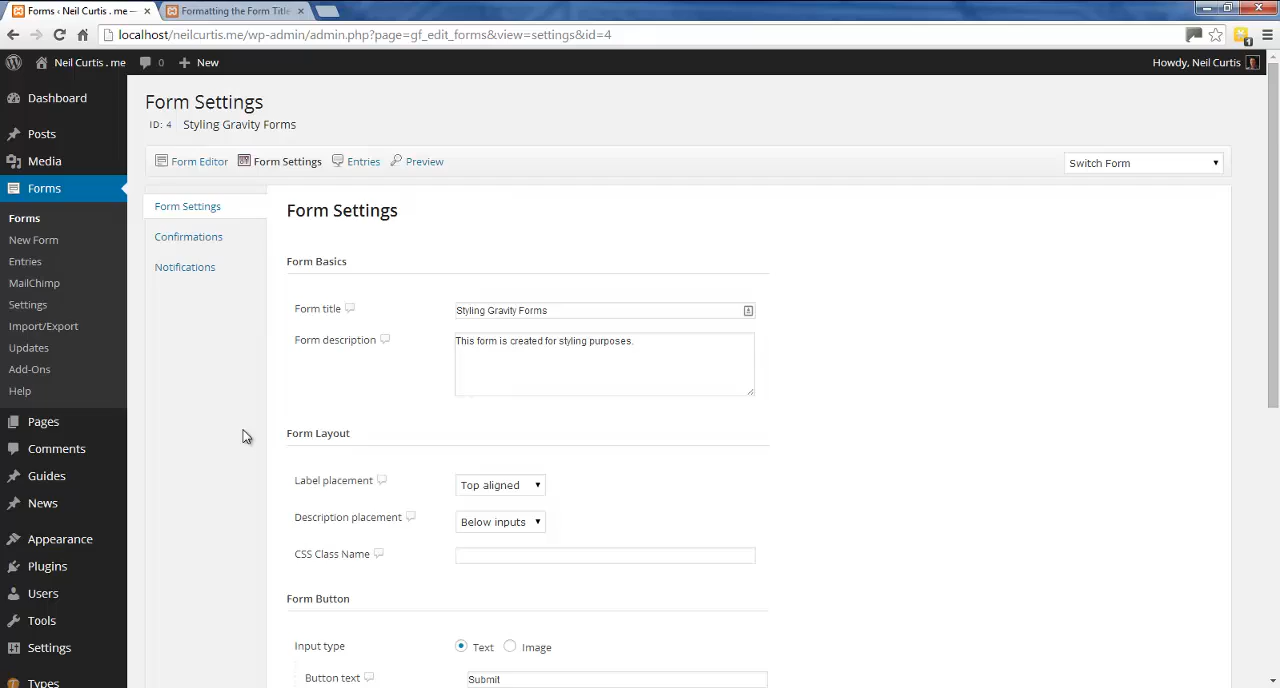 Forms ‹ Neil Curtis . me —
Formatting the Form Title
localhost/neilcurtis.me/wp-admin/admin.php?page=gf_edit_forms&view=settings&id=4
1
Neil Curtis . me
0
New
Howdy, Neil Curtis
Dashboard
Posts
Media
Forms
Forms
New Form
Entries
MailChimp
Settings
Import/Export
Updates
Add-Ons
Help
Pages
Comments
Guides
News
Appearance
Plugins
Users
Tools
Settings
Types
Form Settings
ID: 4 Styling Gravity Forms
Form Editor
Form Settings
Entries
Preview
Switch Form
Form Settings
Confirmations
Notifications
Form Settings
Form Basics
Form title
Styling Gravity Forms
Form description
This form is created for styling purposes.
Form Layout
Label placement
Top aligned
Description placement
Below inputs
CSS Class Name
Form Button
Input type
Text
Image
Button text
Submit